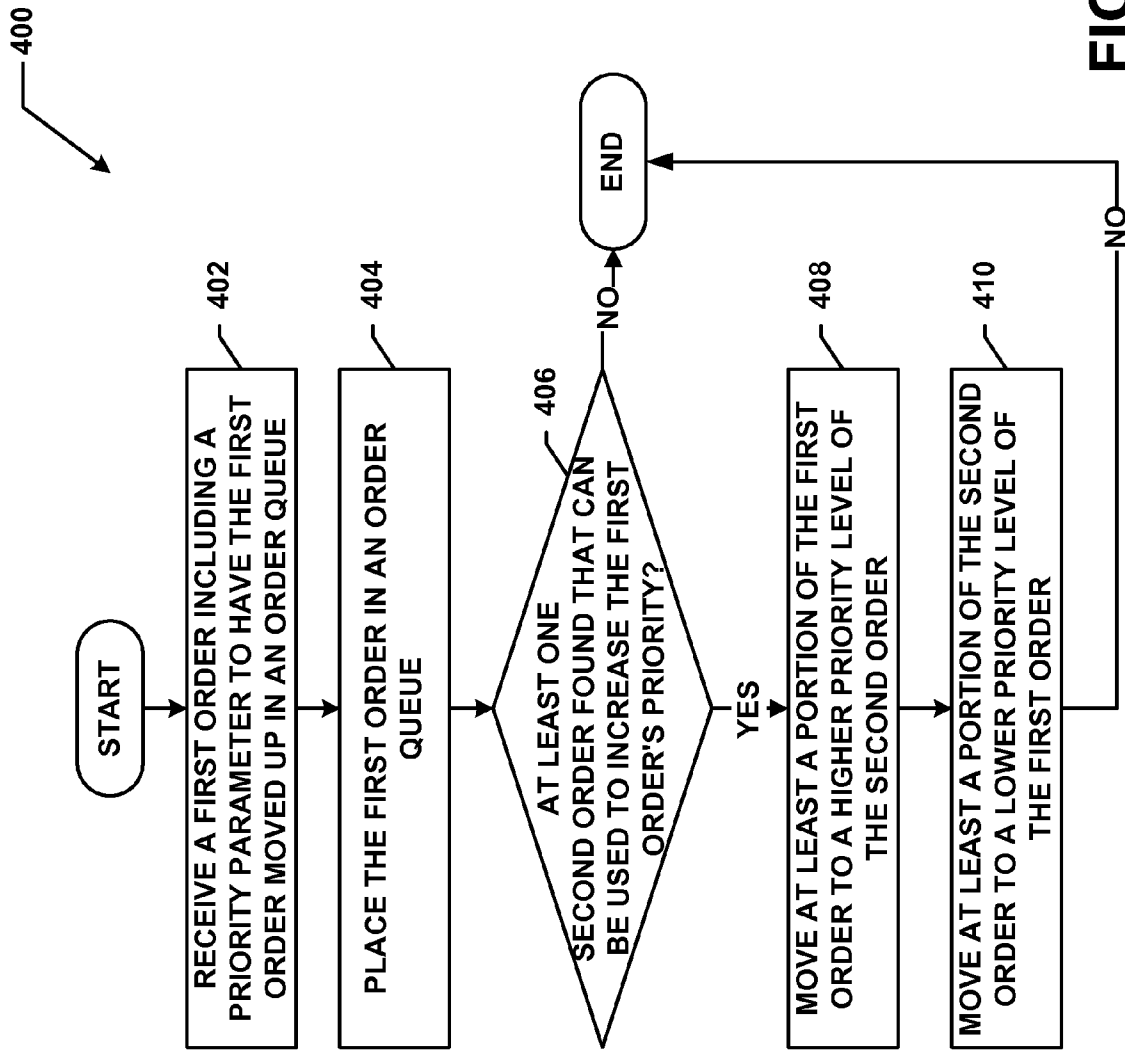 400
START
RECEIVE A FIRST ORDER INCLUDING A
PRIORITY PARAMETER TO HAVE THE FIRST
ORDER MOVED UP IN AN ORDER QUEUE
402
PLACE THE FIRST ORDER IN AN ORDER
QUEUE
404
AT LEAST ONE
SECOND ORDER FOUND THAT CAN
BE USED TO INCREASE THE FIRST
ORDER'S PRIORITY?
406
NO
END
YES
MOVE AT LEAST A PORTION OF THE FIRST
ORDER TO A HIGHER PRIORITY LEVEL OF
THE SECOND ORDER
408
MOVE AT LEAST A PORTION OF THE SECOND
ORDER TO A LOWER PRIORITY LEVEL OF
THE FIRST ORDER
410
NO